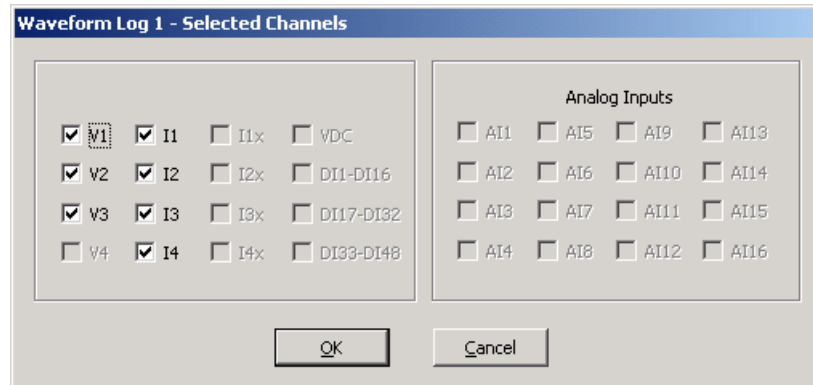 Waveform Log 1 - Selected Channels
Analog Inputs
V1 I1 I1x VDC AI1 AI5 AI9 AI13
V2 I2 I2x DI1-DI16 AI2 AI6 AI10 AI14
V3 I3 I3x DI17-DI32 AI3 AI7 AI11 AI15
V4 I4 I4x DI33-DI48 AI4 AI8 AI12 AI16
OK Cancel